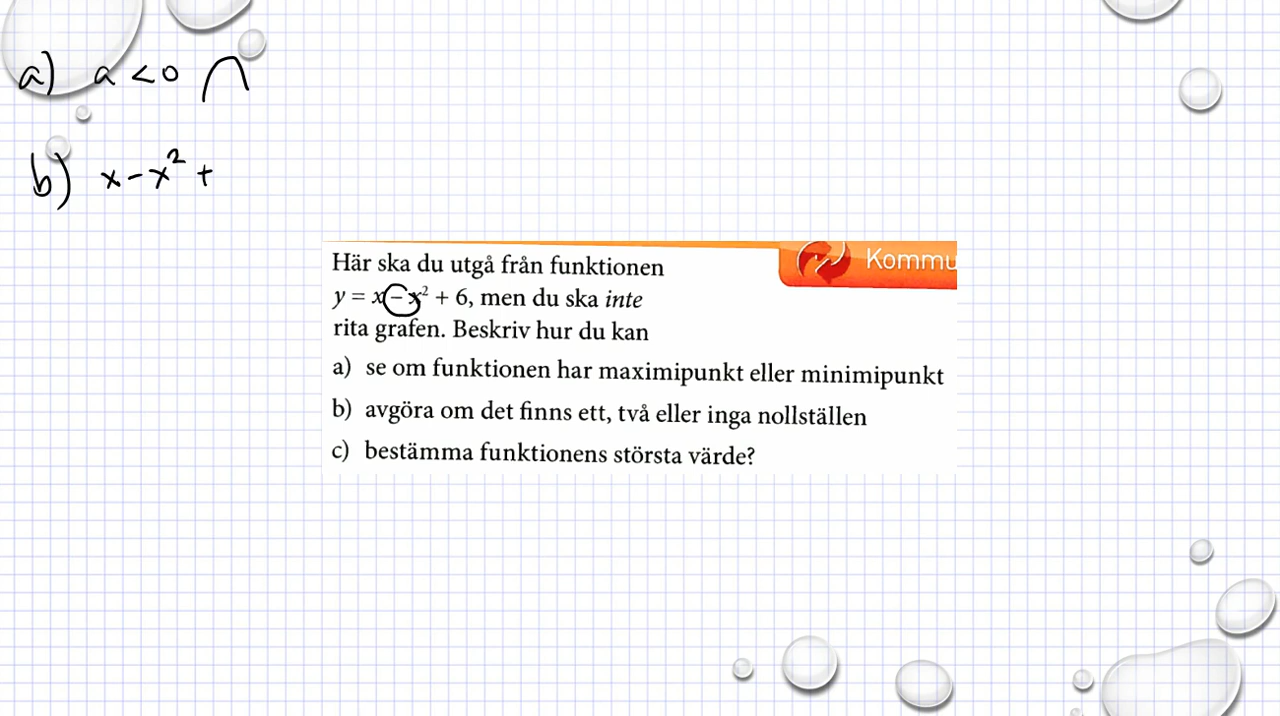 a) a < 0 ∩
b) x - x² +
Kommu
Här ska du utgå från funktionen
y = x - x² + 6, men du ska inte
rita grafen. Beskriv hur du kan
a) se om funktionen har maximipunkt eller minimipunkt
b) avgöra om det finns ett, två eller inga nollställen
c) bestämma funktionens största värde?